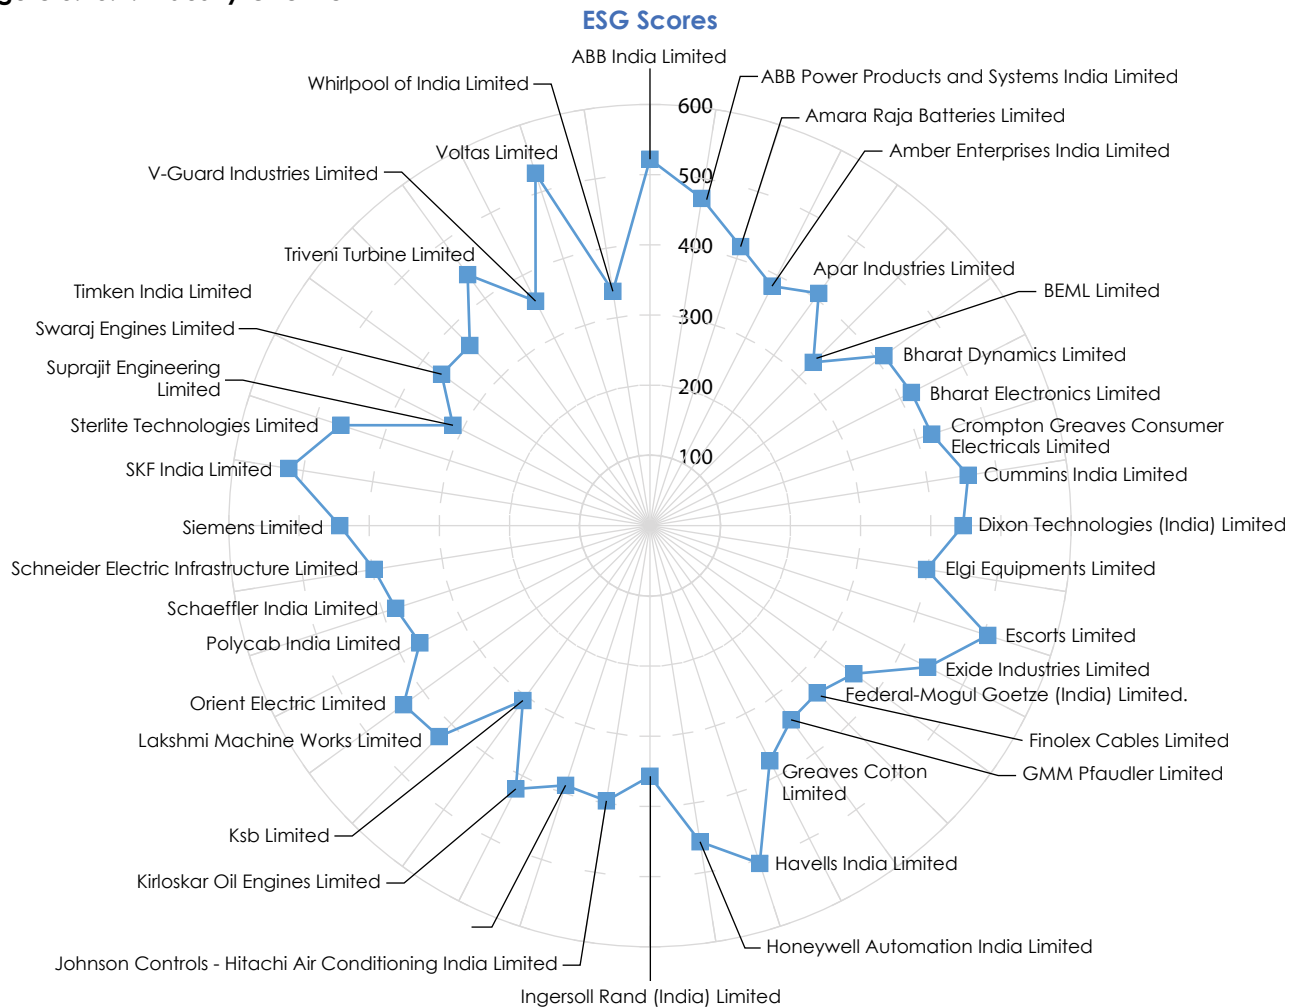 ESG Scores
ABB India Limited
ABB Power Products and Systems India Limited
Whirlpool of India Limited
600
Amara Raja Batteries Limited
Amber Enterprises India Limited
Voltas Limited
V-Guard Industries Limited
500
400
Triveni Turbine Limited
Apar Industries Limited
Timken India Limited
BEML Limited
300
Swaraj Engines Limited
Bharat Dynamics Limited
Suprajit Engineering
Limited
200
Bharat Electronics Limited
Sterlite Technologies Limited
Crompton Greaves Consumer
Electricals Limited
100
SKF India Limited
Cummins India Limited
Siemens Limited
Dixon Technologies (India) Limited
Schneider Electric Infrastructure Limited
Elgi Equipments Limited
Schaeffler India Limited
Escorts Limited
Polycab India Limited
Exide Industries Limited
Federal-Mogul Goetze (India) Limited.
Orient Electric Limited
Lakshmi Machine Works Limited
Finolex Cables Limited
GMM Pfaudler Limited
Greaves Cotton
Limited
Ksb Limited
Havells India Limited
Kirloskar Oil Engines Limited
Honeywell Automation India Limited
Johnson Controls - Hitachi Air Conditioning India Limited
Ingersoll Rand (India) Limited